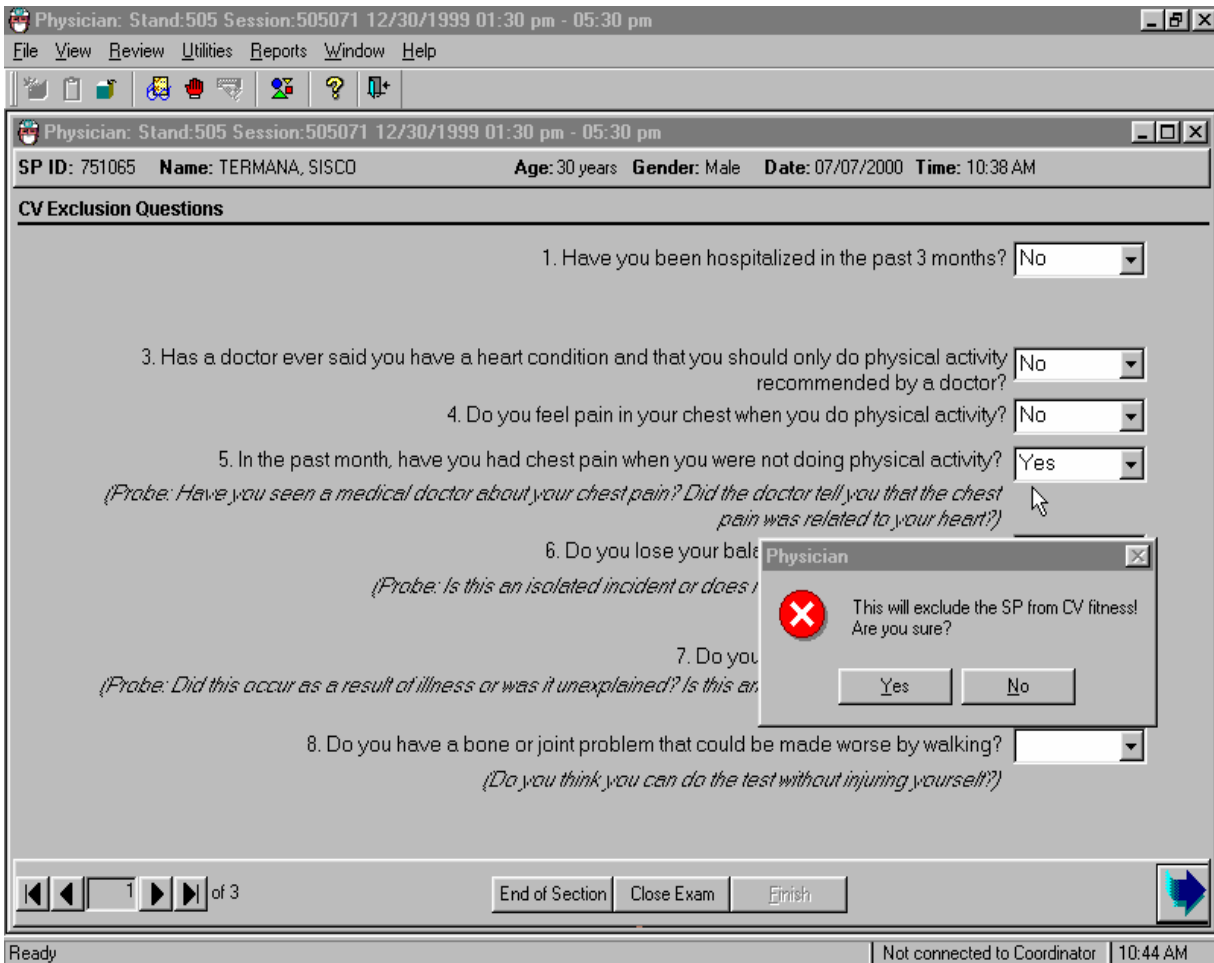 Physician: Stand:505 Session:505071 12/30/1999 01:30 pm - 05:30 pm
File View Review Utilities Reports Window Help
Physician: Stand:505 Session:505071 12/30/1999 01:30 pm - 05:30 pm
SP ID: 751065 Name: TERMANA, SISCO Age: 30 years Gender: Male Date: 07/07/2000 Time: 10:38 AM
CV Exclusion Questions
1. Have you been hospitalized in the past 3 months? No
3. Has a doctor ever said you have a heart condition and that you should only do physical activity
recommended by a doctor? No
4. Do you feel pain in your chest when you do physical activity? No
5. In the past month, have you had chest pain when you were not doing physical activity? Yes
(Probe: Have you seen a medical doctor about your chest pain? Did the doctor tell you that the chest
pain was related to your heart?)
6. Do you lose your bala
(Probe: Is this an isolated incident or does
7. Do you
(Probe: Did this occur as a result of illness or was it unexplained? Is this an
Physician
This will exclude the SP from CV fitness!
Are you sure?
Yes No
8. Do you have a bone or joint problem that could be made worse by walking?
(Do you think you can do the test without injuring yourself?)
1 of 3
End of Section Close Exam Finish
Ready Not connected to Coordinator 10:44 AM